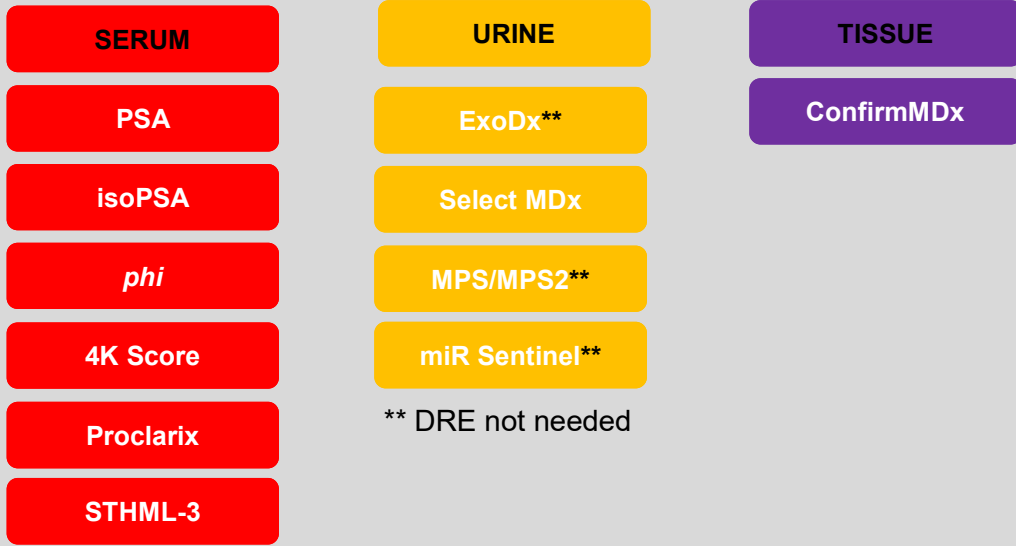 SERUM
PSA
isoPSA
phi
4K Score
Proclarix
STHML-3
URINE
ExoDx**
Select MDx
MPS/MPS2**
miR Sentinel**
** DRE not needed
TISSUE
ConfirmMDx